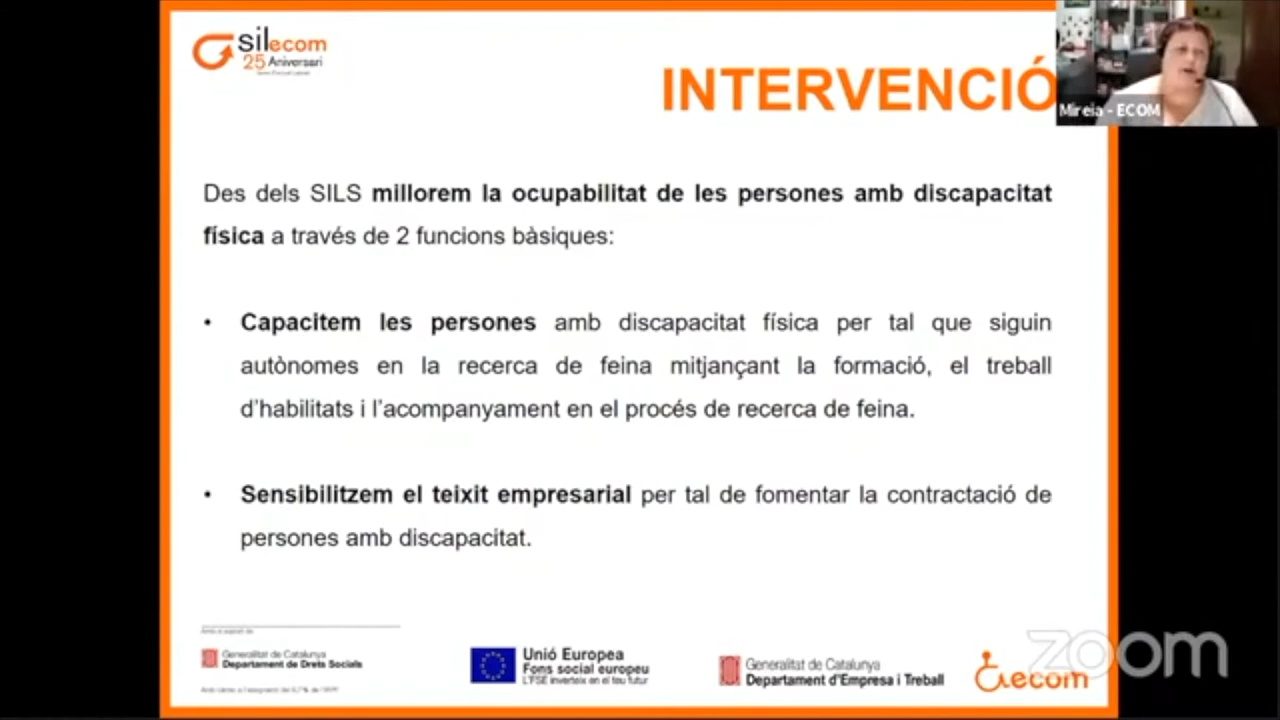 silecom
25 Aniversari
INTERVENCIÓ
Mireia - ECOM
Des dels SILS millorem la ocupabilitat de les persones amb discapacitat
física a través de 2 funcions bàsiques:
• Capacitem les persones amb discapacitat física per tal que siguin
autònomes en la recerca de feina mitjançant la formació, el treball
d'habilitats i l'acompanyament en el procés de recerca de feina.
• Sensibilitzem el teixit empresarial per tal de fomentar la contractació de
persones amb discapacitat.
Generalitat de Catalunya
Departament de Drets Socials
Unió Europea
Fons social europeu
L'FSE inverteix en el teu futur
Generalitat de Catalunya
Departament d'Empresa i Treball
ecom
zoom